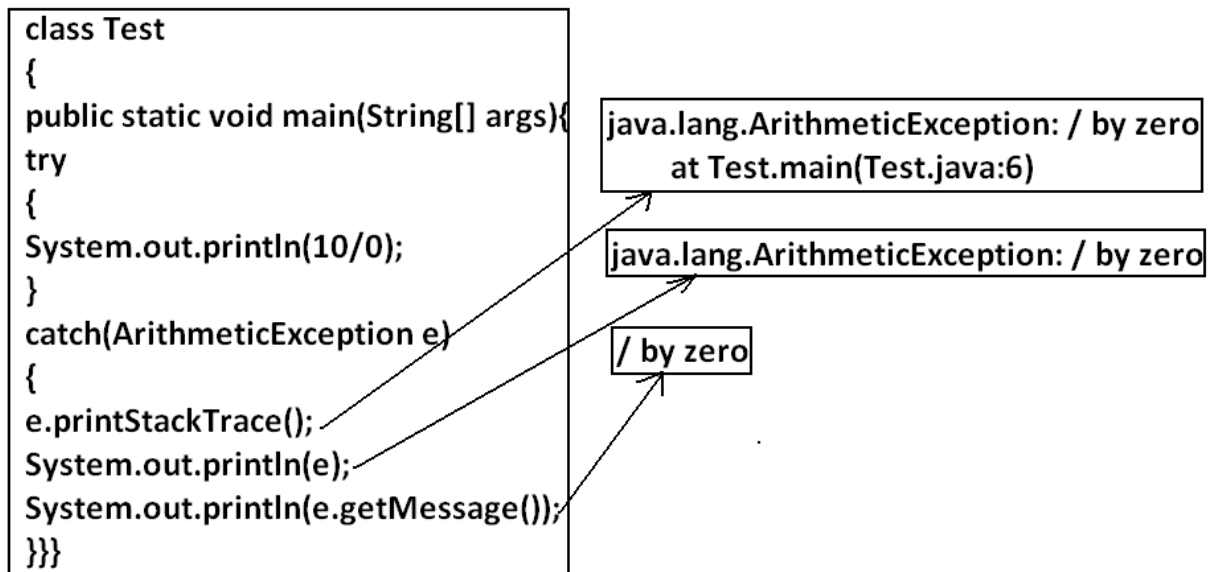 class Test
{
public static void main(String[] args){
try
{
System.out.println(10/0);
}
catch(ArithmeticException e)
{
e.printStackTrace();
System.out.println(e);
System.out.println(e.getMessage());
}}}
java.lang.ArithmeticException: / by zero
at Test.main(Test.java:6)
java.lang.ArithmeticException: / by zero
/ by zero